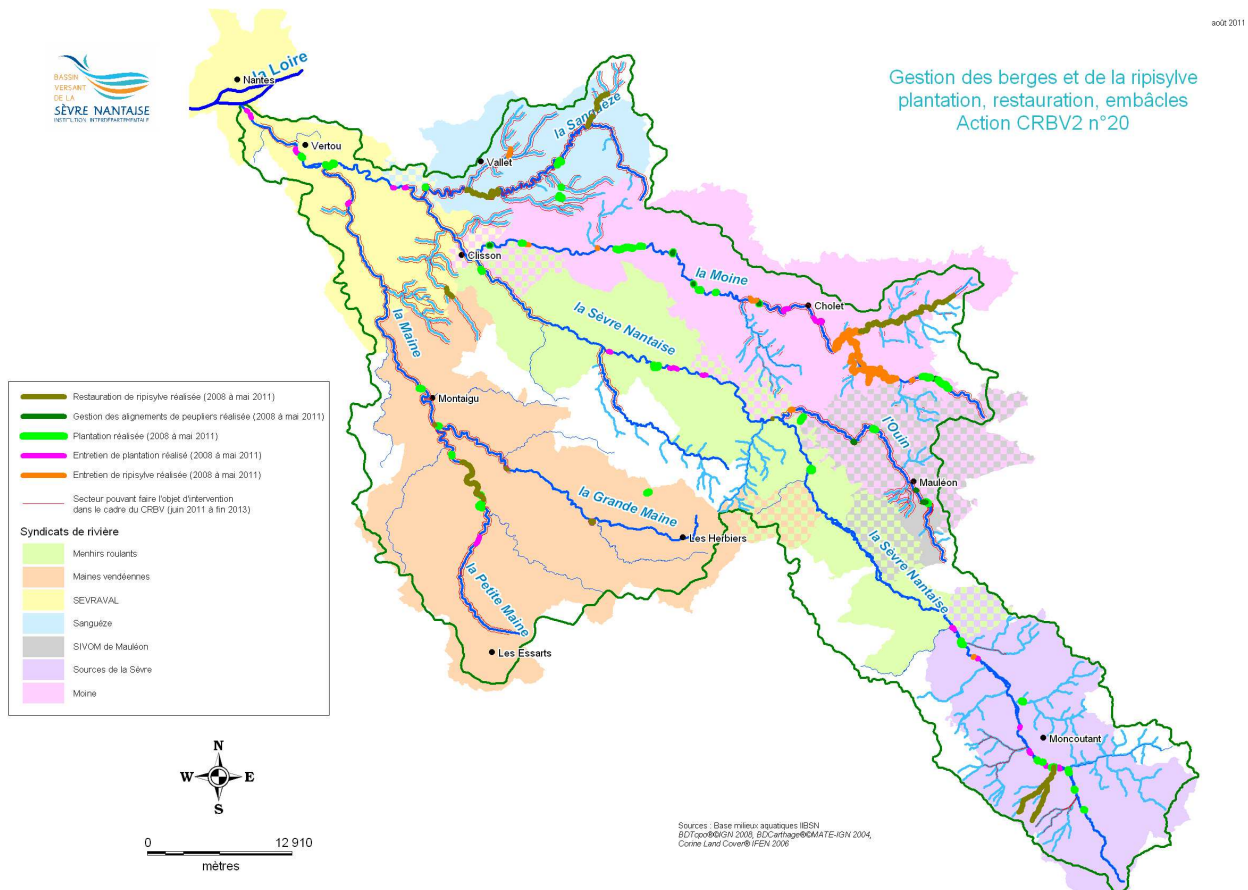 août 2011
BASSIN
VERSANT
DE LA
SÈVRE NANTAISE
INSTITUTION INTERDÉPARTEMENTALE
Gestion des berges et de la ripisylve
plantation, restauration, embâcles
Action CRBV2 n°20
la Loire
Nantes
Vertou
la Sanguèze
Vallet
Clisson
la Moine
Cholet
la Sèvre Nantaise
la Maine
Montaigu
l'Ouin
Mauléon
la Grande Maine
Les Herbiers
la Petite Maine
Les Essarts
la Sèvre Nantaise
Moncoutant
Restauration de ripisylve réalisée (2008 à mai 2011)
Gestion des alignements de peupliers réalisée (2008 à mai 2011)
Plantation réalisée (2008 à mai 2011)
Entretien de plantation réalisé (2008 à mai 2011)
Entretien de ripisylve réalisée (2008 à mai 2011)
Secteur pouvant faire l'objet d'intervention
dans le cadre du CRBV (juin 2011 à fin 2013)
Syndicats de rivière
Menhirs roulants
Maines vendéennes
SEVRAVAL
Sanguèze
SIVOM de Mauléon
Sources de la Sèvre
Moine
N
W E
S
0 12 910
mètres
Sources : Base milieux aquatiques IIBSN
BDTopo®©IGN 2008, BDCarthage®©MATE-IGN 2004,
Corine Land Cover® IFEN 2006